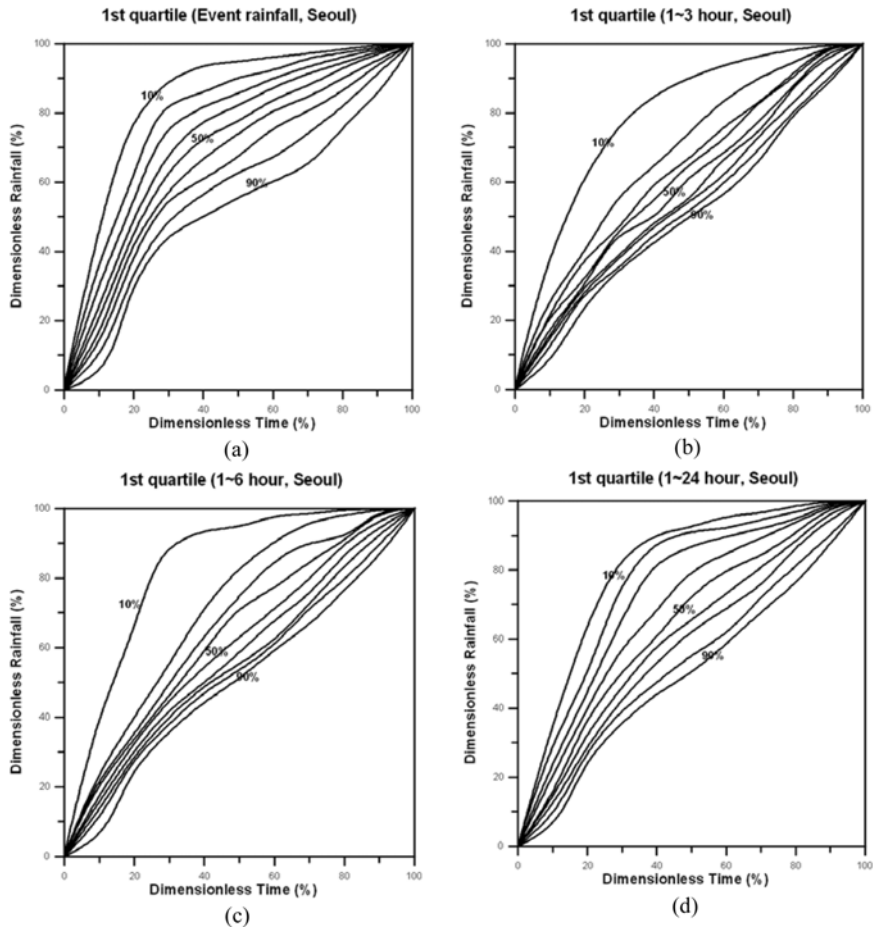 1st quartile (Event rainfall, Seoul)
Dimensionless Rainfall (%)
100
80
60
40
20
0
10%
50%
90%
0 20 40 60 80 100
Dimensionless Time (%)
(a)
1st quartile (1~3 hour, Seoul)
Dimensionless Rainfall (%)
100
80
60
40
20
0
10%
50%
90%
0 20 40 60 80 100
Dimensionless Time (%)
(b)
1st quartile (1~6 hour, Seoul)
Dimensionless Rainfall (%)
100
80
60
40
20
0
10%
50%
90%
0 20 40 60 80 100
Dimensionless Time (%)
(c)
1st quartile (1~24 hour, Seoul)
Dimensionless Rainfall (%)
100
80
60
40
20
0
10%
50%
90%
0 20 40 60 80 100
Dimensionless Time (%)
(d)